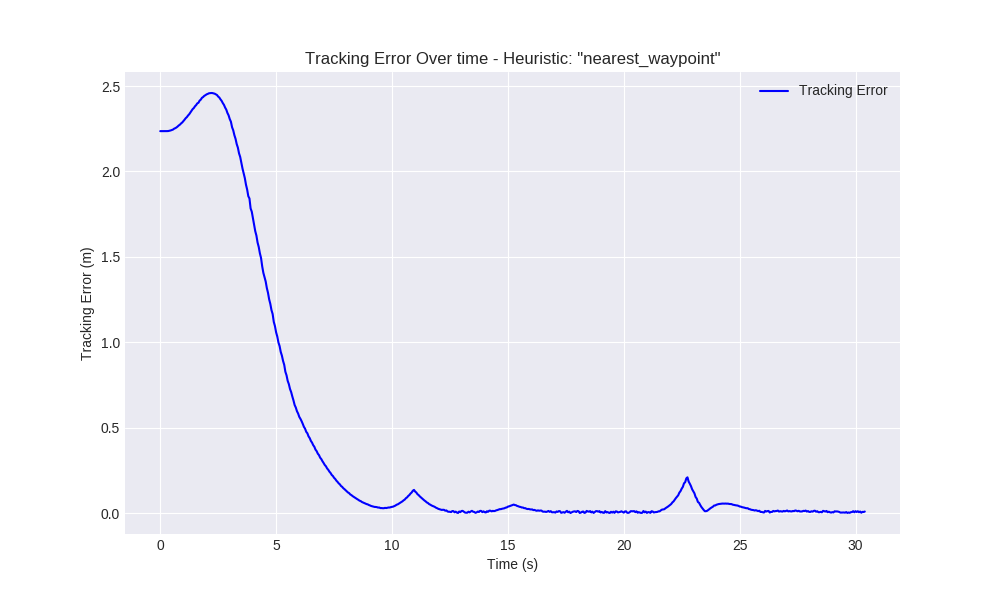 Tracking Error Over time - Heuristic: "nearest_waypoint"
Tracking Error
Tracking Error (m)
2.5
2.0
1.5
1.0
0.5
0.0
0 5 10 15 20 25 30
Time (s)